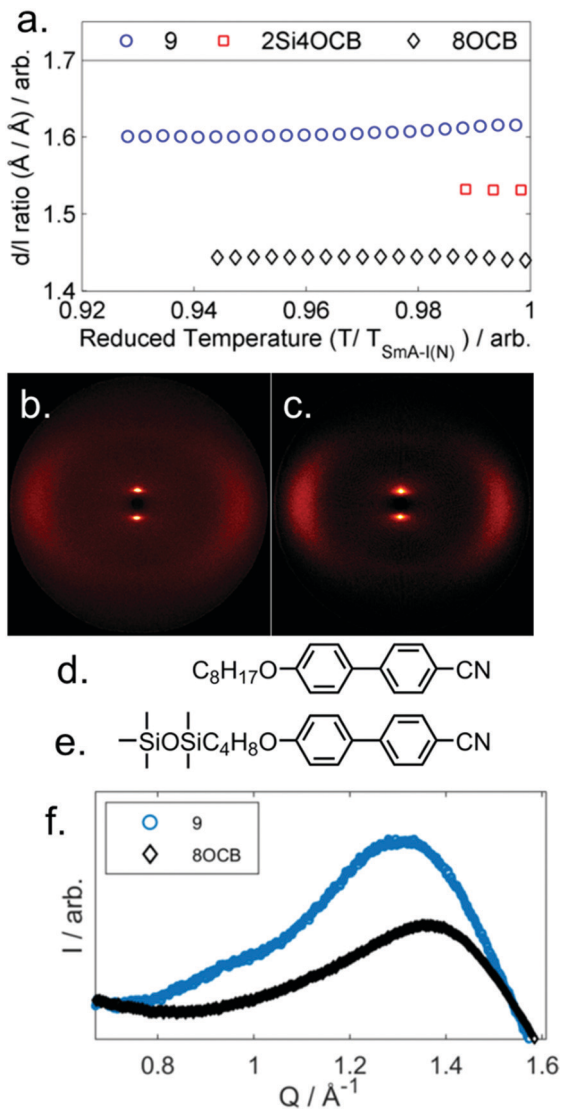 a.
9 2Si4OCB 8OCB
1.7
1.6
1.5
1.4
d/l ratio (Å / Å) / arb.
0.92 0.94 0.96 0.98 1
Reduced Temperature (T/ T_SmA-I(N) ) / arb.
b. c.
d. C₈H₁₇O CN
e. SiOSiC₄H₈O CN
f.
9
8OCB
I / arb.
0.8 1 1.2 1.4 1.6
Q / Å⁻¹